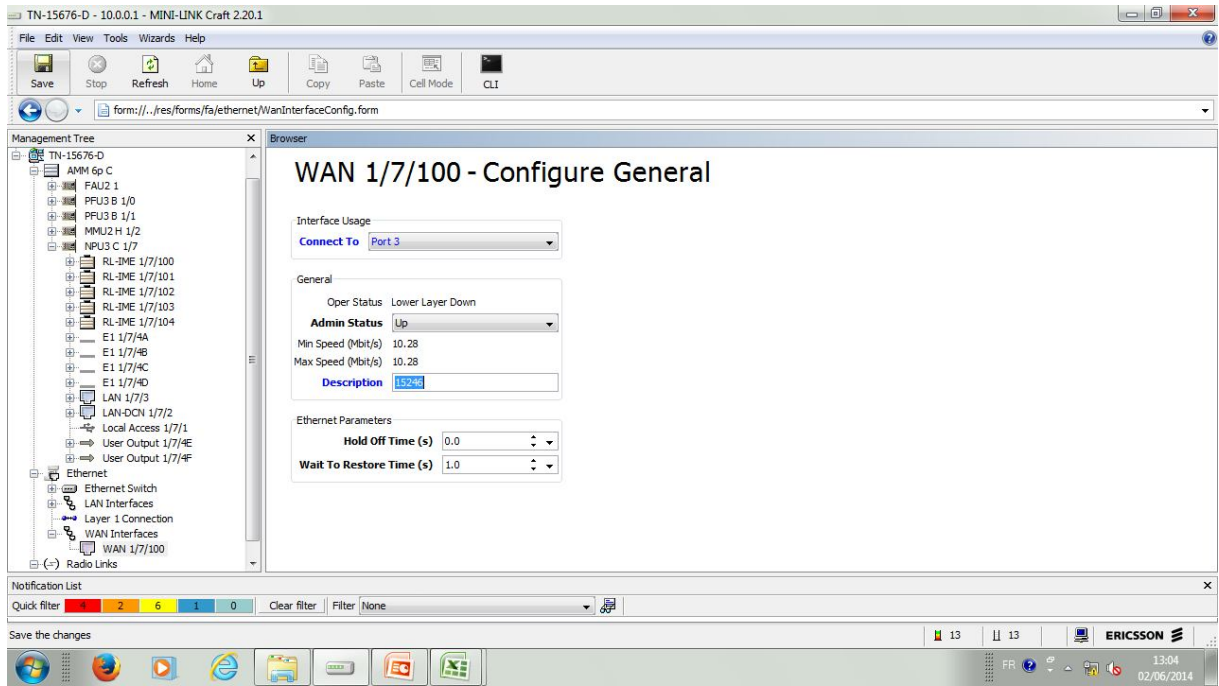 TN-15676-D - 10.0.0.1 - MINI-LINK Craft 2.20.1
File Edit View Tools Wizards Help
Save Stop Refresh Home Up Copy Paste Cell Mode CLI
form://../res/forms/fa/ethernet/WanInterfaceConfig.form
Management Tree
TN-15676-D
AMM 6p C
FAU2 1
PFU3 B 1/0
PFU3 B 1/1
MMU2 H 1/2
NPU3 C 1/7
RL-IME 1/7/100
RL-IME 1/7/101
RL-IME 1/7/102
RL-IME 1/7/103
RL-IME 1/7/104
E1 1/7/4A
E1 1/7/4B
E1 1/7/4C
E1 1/7/4D
LAN 1/7/3
LAN-DCN 1/7/2
Local Access 1/7/1
User Output 1/7/4E
User Output 1/7/4F
Ethernet
Ethernet Switch
LAN Interfaces
Layer 1 Connection
WAN Interfaces
WAN 1/7/100
Radio Links
Browser
WAN 1/7/100 - Configure General
Interface Usage
Connect To Port 3
General
Oper Status Lower Layer Down
Admin Status Up
Min Speed (Mbit/s) 10.28
Max Speed (Mbit/s) 10.28
Description 15246
Ethernet Parameters
Hold Off Time (s) 0.0
Wait To Restore Time (s) 1.0
Notification List
Quick filter 4 2 6 1 0 Clear filter Filter None
Save the changes 13 13 ERICSSON
FR 13:04
02/06/2014